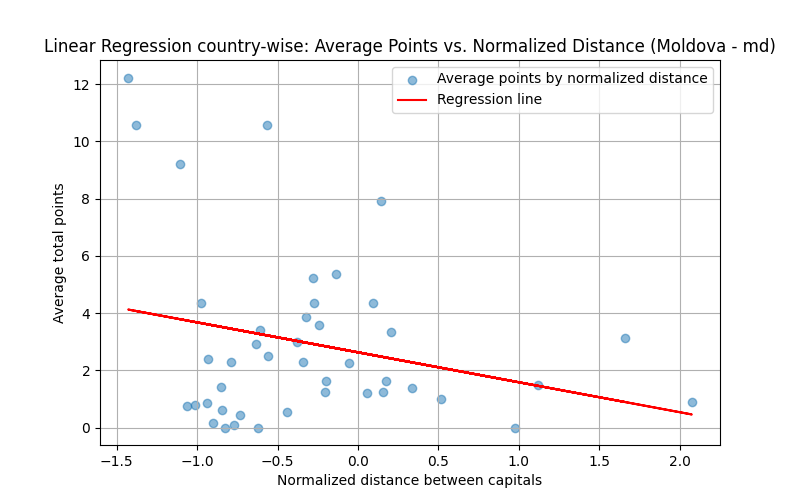 Linear Regression country-wise: Average Points vs. Normalized Distance (Moldova - md)
Average points by normalized distance
Regression line
Average total points
12
10
8
6
4
2
0
−1.5 −1.0 −0.5 0.0 0.5 1.0 1.5 2.0
Normalized distance between capitals